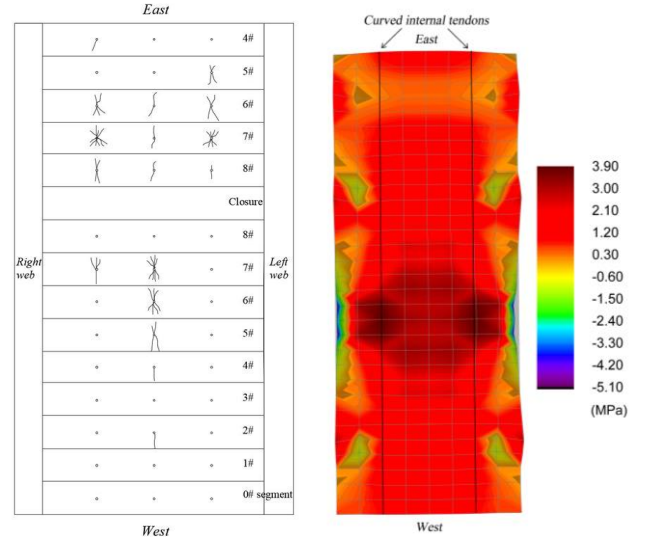 East
4#
5#
6#
7#
8#
Closure
8#
Right
web
7#
Left
web
6#
5#
4#
3#
2#
1#
0# segment
West
Curved internal tendons
East
West
3.90
3.00
2.10
1.20
0.30
-0.60
-1.50
-2.40
-3.30
-4.20
-5.10
(MPa)